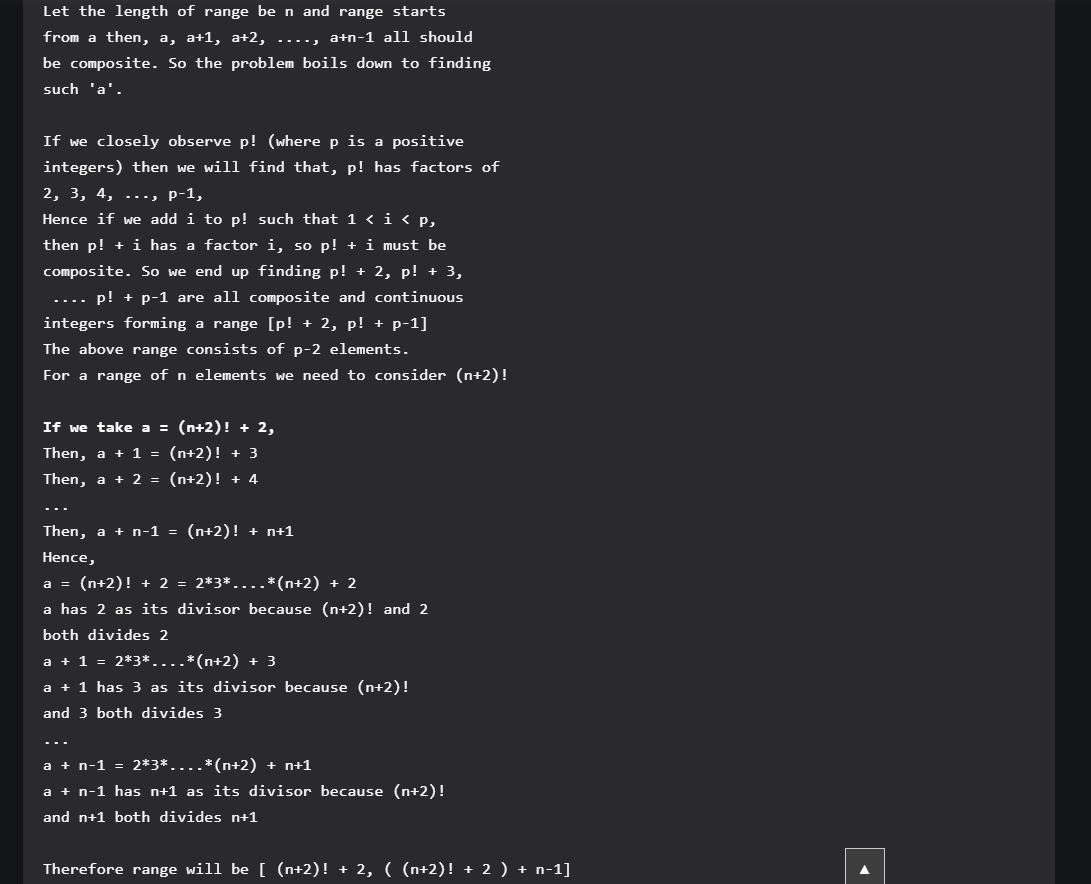 Let the length of range be n and range starts
from a then, a, a+1, a+2, ...., a+n-1 all should
be composite. So the problem boils down to finding
such 'a'.
If we closely observe p! (where p is a positive
integers) then we will find that, p! has factors of
2, 3, 4, ..., p-1,
Hence if we add i to p! such that 1 < i < p,
then p! + i has a factor i, so p! + i must be
composite. So we end up finding p! + 2, p! + 3,
.... p! + p-1 are all composite and continuous
integers forming a range [p! + 2, p! + p-1]
The above range consists of p-2 elements.
For a range of n elements we need to consider (n+2)!
If we take a = (n+2)! + 2,
Then, a + 1 = (n+2)! + 3
Then, a + 2 = (n+2)! + 4
...
Then, a + n-1 = (n+2)! + n+1
Hence,
a = (n+2)! + 2 = 2*3*....*(n+2) + 2
a has 2 as its divisor because (n+2)! and 2
both divides 2
a + 1 = 2*3*....*(n+2) + 3
a + 1 has 3 as its divisor because (n+2)!
and 3 both divides 3
...
a + n-1 = 2*3*....*(n+2) + n+1
a + n-1 has n+1 as its divisor because (n+2)!
and n+1 both divides n+1
Therefore range will be [ (n+2)! + 2, ( (n+2)! + 2 ) + n-1]